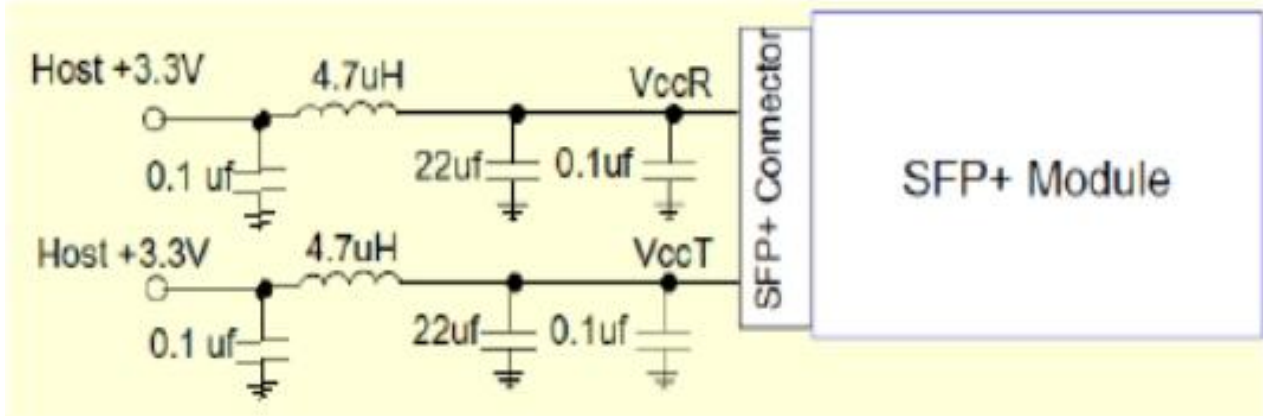 Host +3.3V
4.7uH
VccR
0.1 uf
22uf
0.1uf
Host +3.3V
4.7uH
VccT
0.1 uf
22uf
0.1uf
SFP+ Connector
SFP+ Module